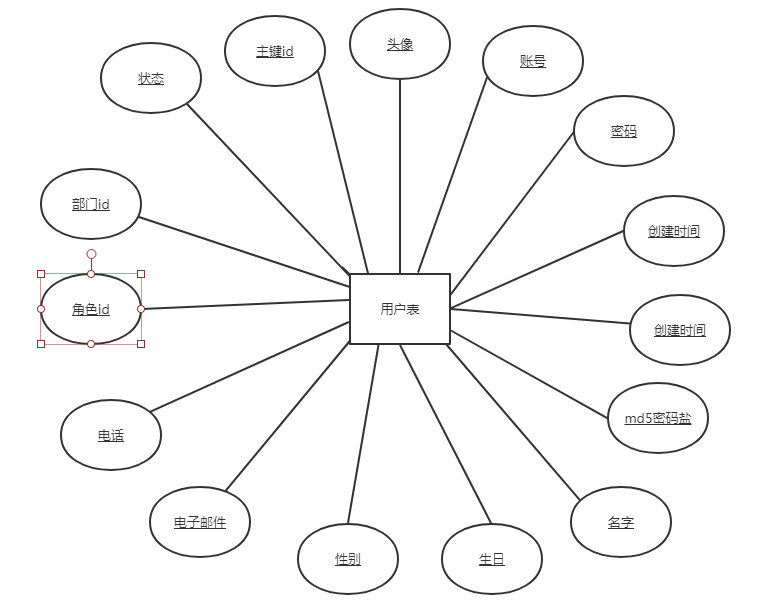 头像
主键id
账号
状态
密码
部门id
创建时间
角色id
用户表
创建时间
md5密码盐
电话
电子邮件
名字
性别
生日